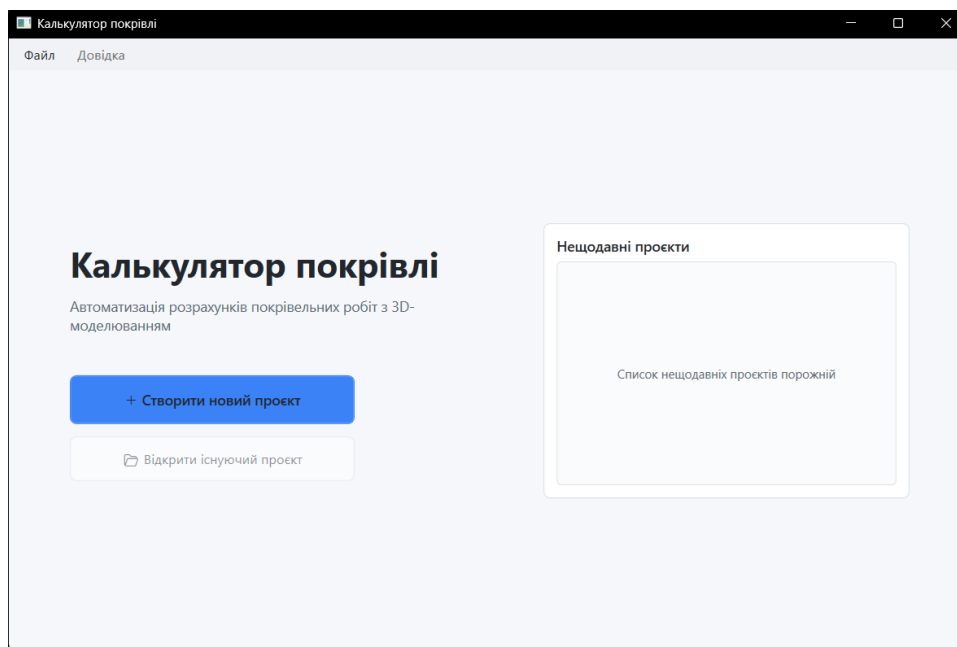 Калькулятор покрівлі
Файл Довідка
Калькулятор покрівлі
Автоматизація розрахунків покрівельних робіт з 3D-
моделюванням
+ Створити новий проєкт
Відкрити існуючий проєкт
Нещодавні проєкти
Список нещодавніх проєктів порожній